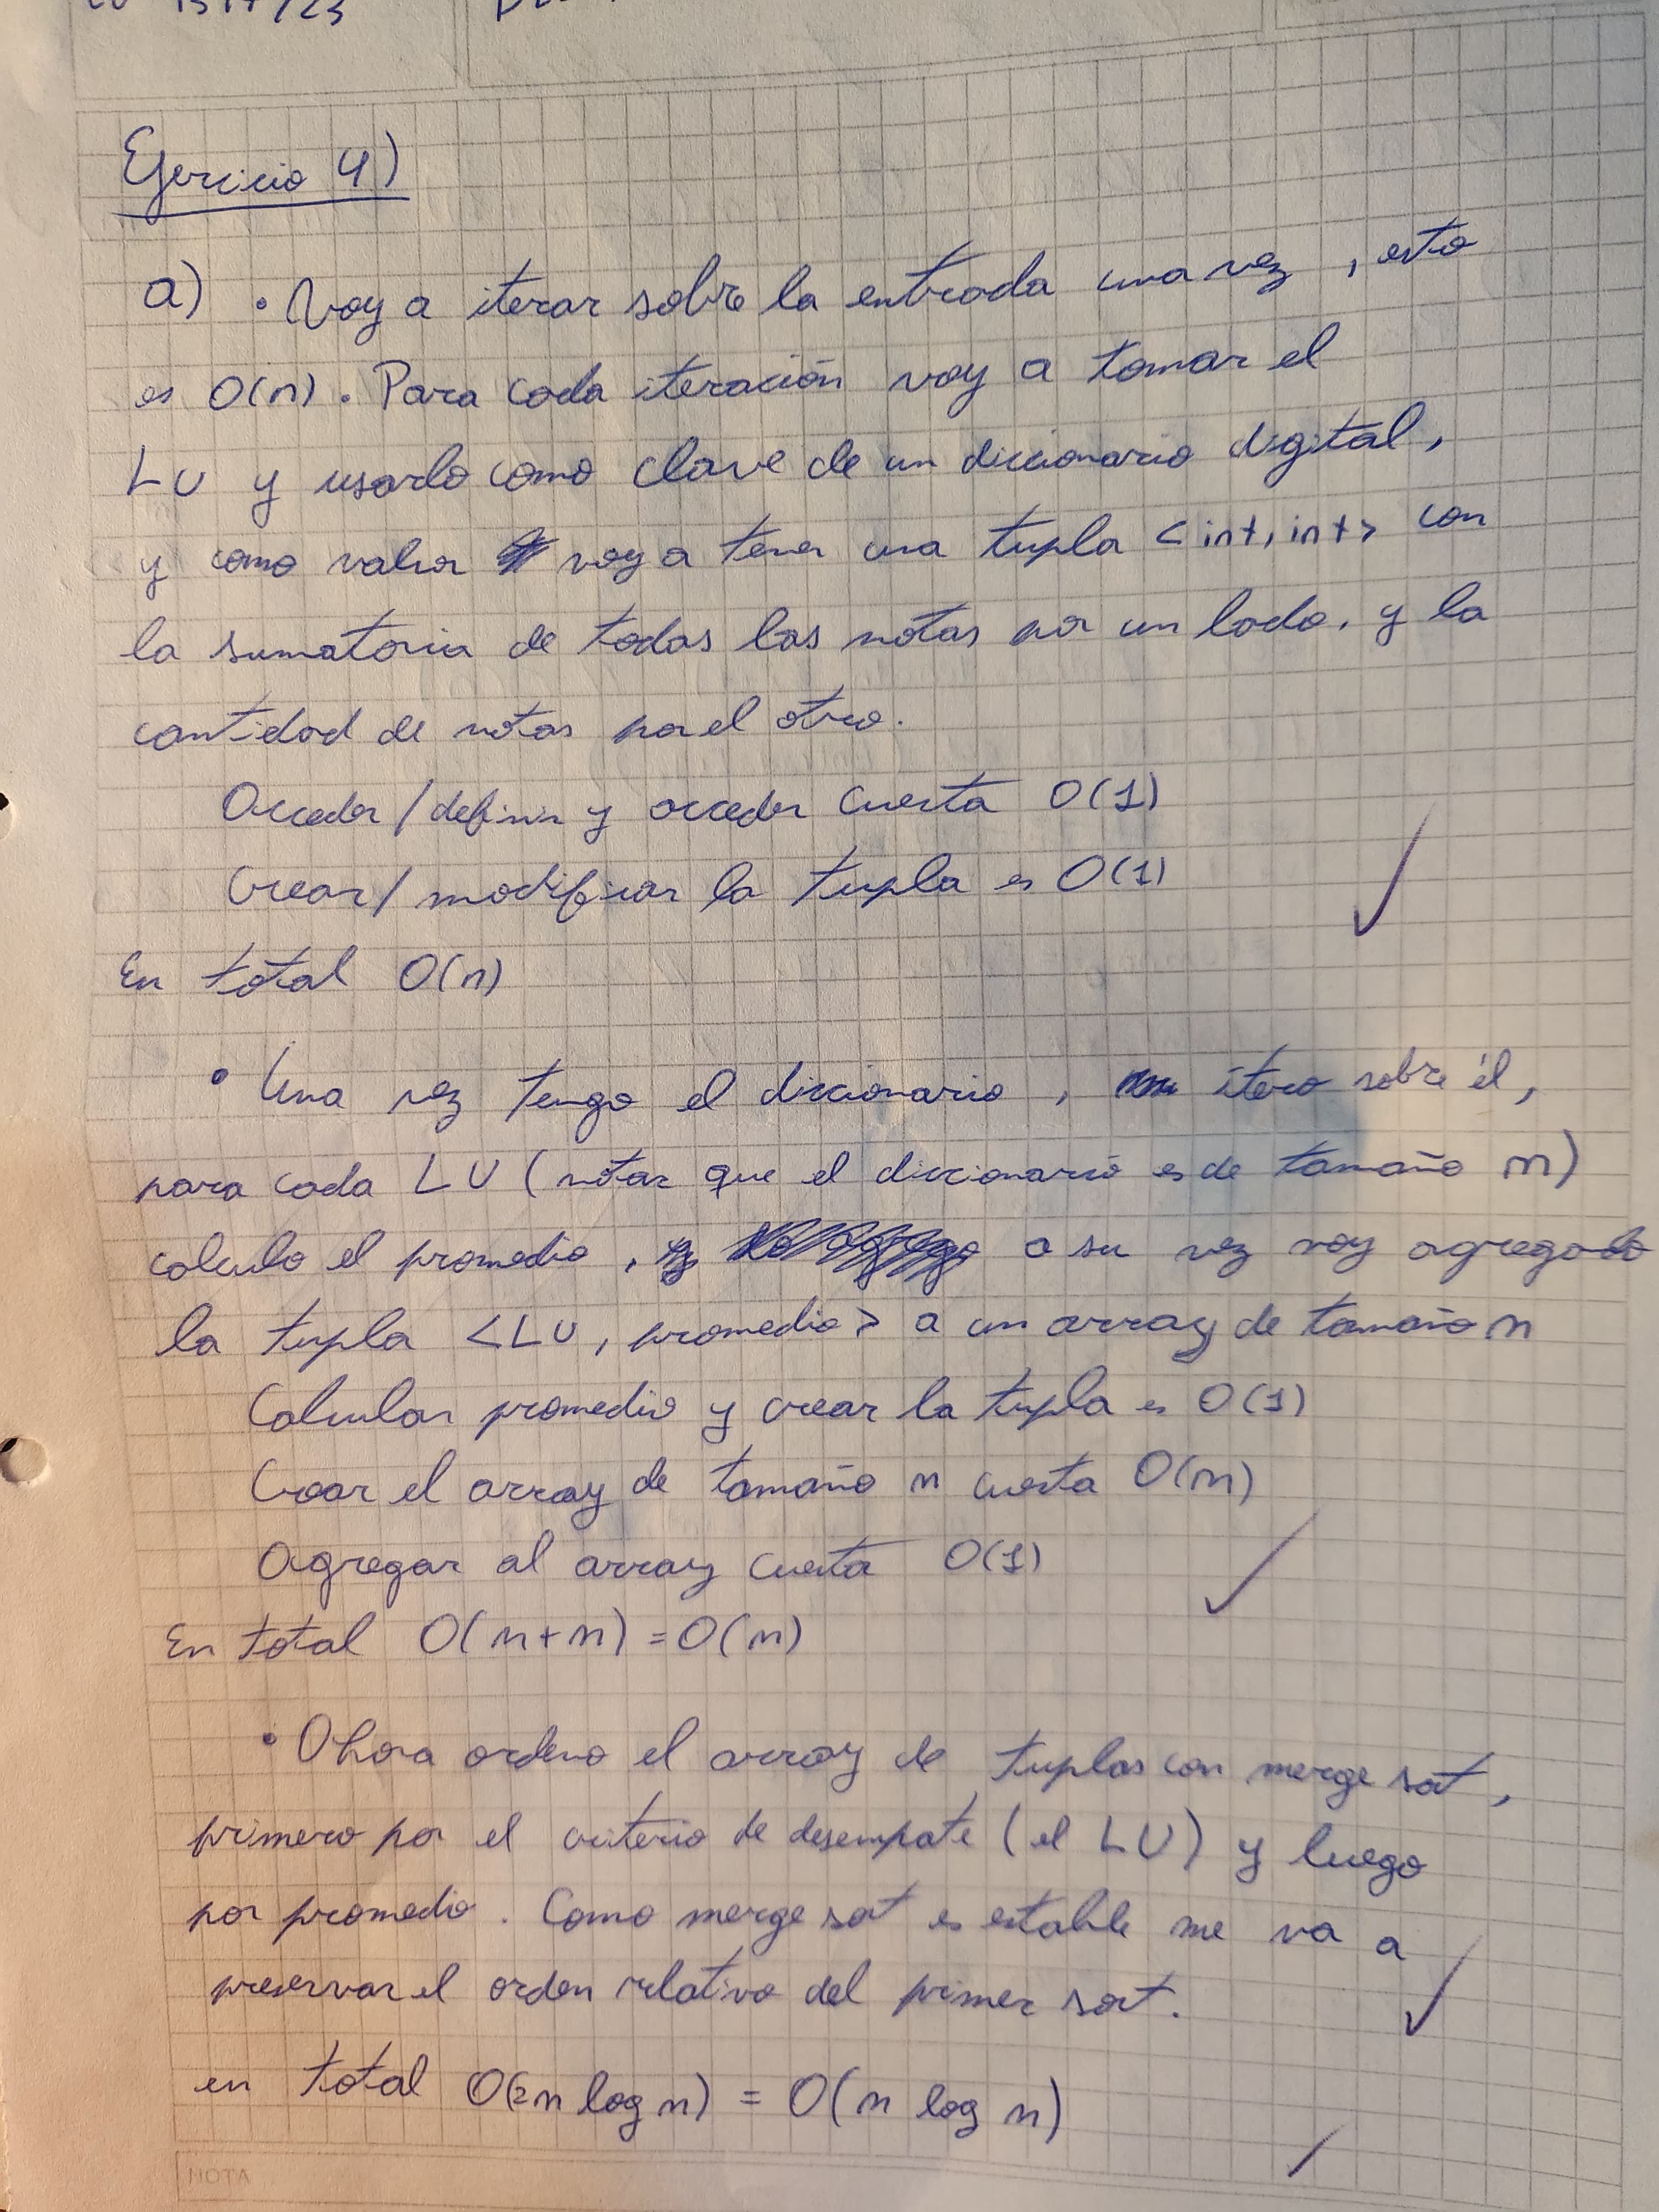 Ejercicio 4)
a) • Voy a iterar sobre la entrada una vez, esto
es O(n). Para cada iteración voy a tomar el
LU y usarlo como clave de un diccionario digital,
y como valor voy a tener una tupla <int, int> con
la sumatoria de todas las notas por un lado, y la
cantidad de notas por el otro.
Acceder/definir y acceder cuesta O(1)
Crear/modificar la tupla es O(1)
En total O(n)
• Una vez tengo el diccionario, itero sobre él,
para cada LU (notar que el diccionario es de tamaño n)
calculo el promedio, a su vez voy agregado
la tupla <LU, promedio> a un array de tamaño n
Calcular promedio y crear la tupla es O(1)
Crear el array de tamaño n cuesta O(n)
Agregar al array cuesta O(1)
En total O(n+n) = O(n)
• Ahora ordeno el array de tuplas con merge sort,
primero por el criterio de desempate (el LU) y luego
por promedio. Como merge sort es estable me va a
preservar el orden relativo del primer sort.
en total O(2n log n) = O(n log n)
NOTA